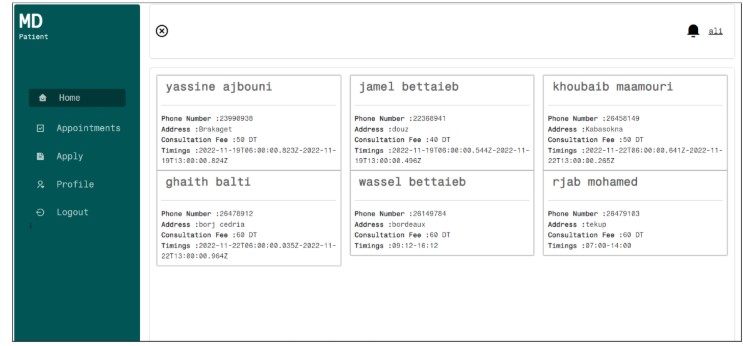 MD
Patient
ali
Home
Appointments
Apply
Profile
Logout
yassine ajbouni
Phone Number :23990938
Address :Brakaget
Consultation Fee :50 DT
Timings :2022-11-19T06:00:00.823Z-2022-11-
19T13:00:00.824Z
jamel bettaieb
Phone Number :22368941
Address :douz
Consultation Fee :40 DT
Timings :2022-11-19T06:00:00.544Z-2022-11-
19T13:00:00.496Z
khoubaib maamouri
Phone Number :26458149
Address :Kabasokna
Consultation Fee :50 DT
Timings :2022-11-22T06:00:00.641Z-2022-11-
22T13:00:00.265Z
ghaith balti
Phone Number :26478912
Address :borj cedria
Consultation Fee :60 DT
Timings :2022-11-22T06:00:00.035Z-2022-11-
22T13:00:00.964Z
wassel bettaieb
Phone Number :26149784
Address :bordeaux
Consultation Fee :60 DT
Timings :09:12-16:12
rjab mohamed
Phone Number :26479103
Address :tekup
Consultation Fee :60 DT
Timings :07:00-14:00